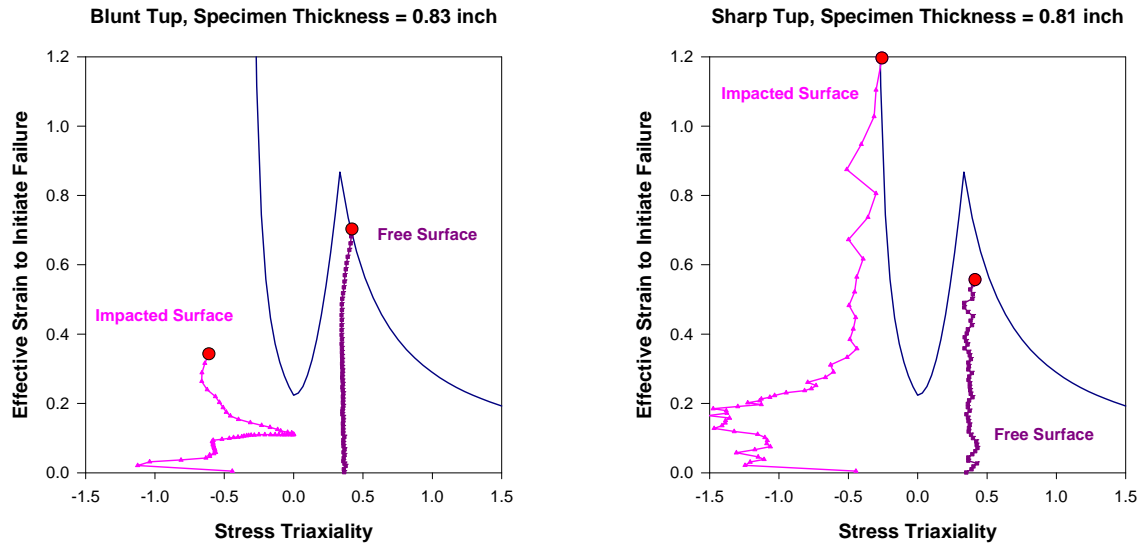 Blunt Tup, Specimen Thickness = 0.83 inch
Effective Strain to Initiate Failure
1.2
1.0
0.8
0.6
0.4
0.2
0.0
Free Surface
Impacted Surface
-1.5 -1.0 -0.5 0.0 0.5 1.0 1.5
Stress Triaxiality
Sharp Tup, Specimen Thickness = 0.81 inch
Effective Strain to Initiate Failure
1.2
1.0
0.8
0.6
0.4
0.2
0.0
Impacted Surface
Free Surface
-1.5 -1.0 -0.5 0.0 0.5 1.0 1.5
Stress Triaxiality